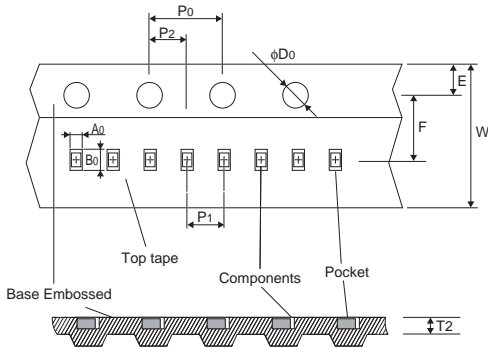 P0
P2
ϕD0
E
W
F
A0
B0
P1
Top tape
Components
Pocket
Base Embossed
T2